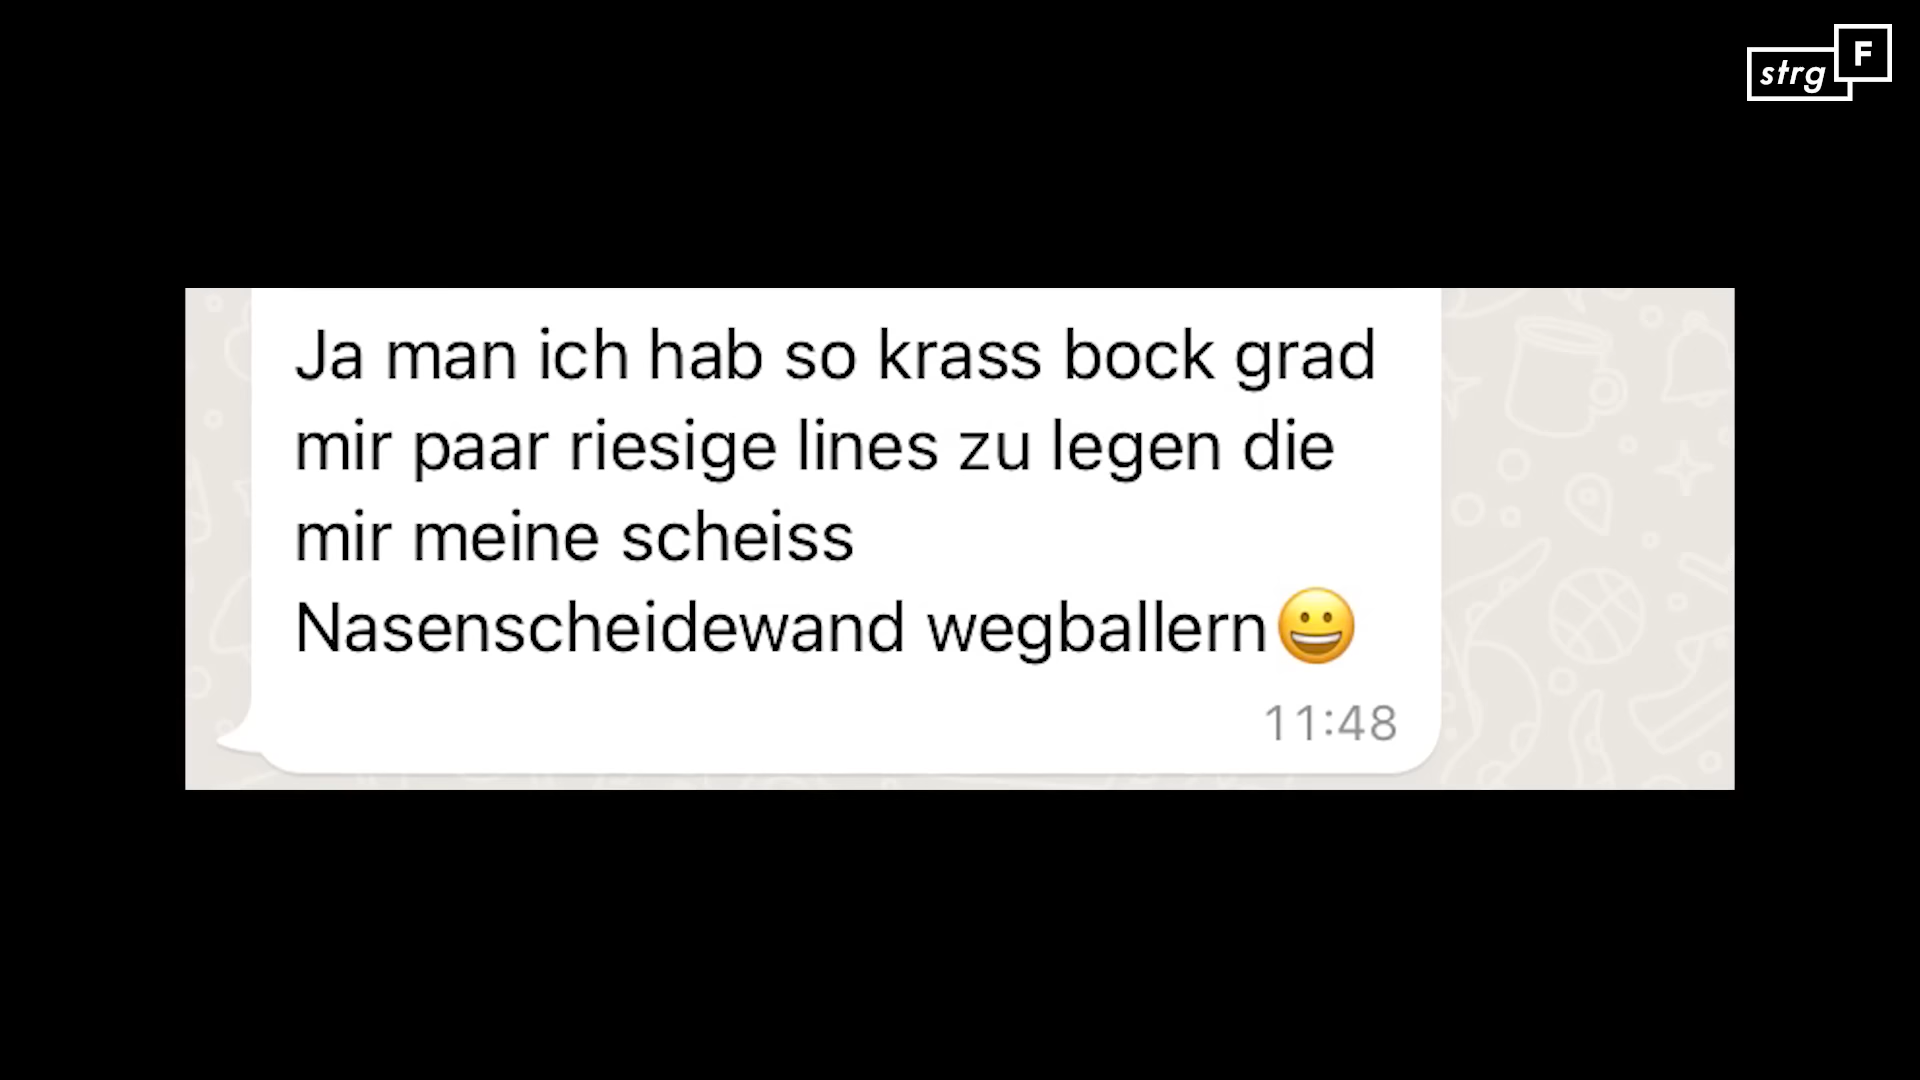 strg F
Ja man ich hab so krass bock grad
mir paar riesige lines zu legen die
mir meine scheiss
Nasenscheidewand wegballern😀
11:48